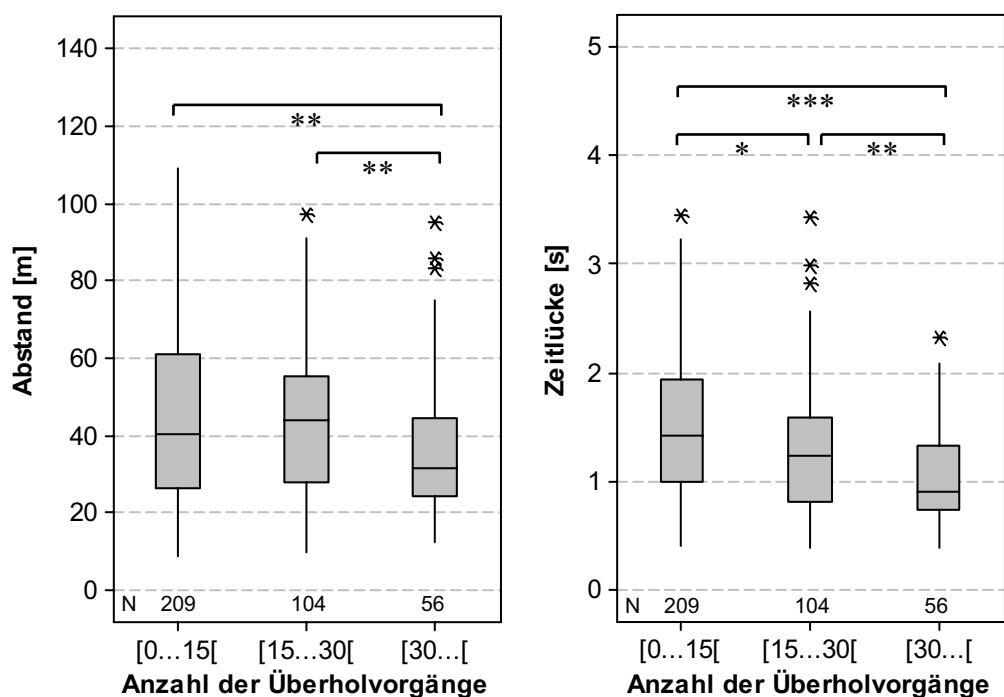 Abstand [m]
140
120
100
80
60
40
20
0
**
**
N 209 104 56
[0…15[ [15…30[ [30…[
Anzahl der Überholvorgänge
Zeitlücke [s]
5
4
3
2
1
0
***
* **
N 209 104 56
[0…15[ [15…30[ [30…[
Anzahl der Überholvorgänge